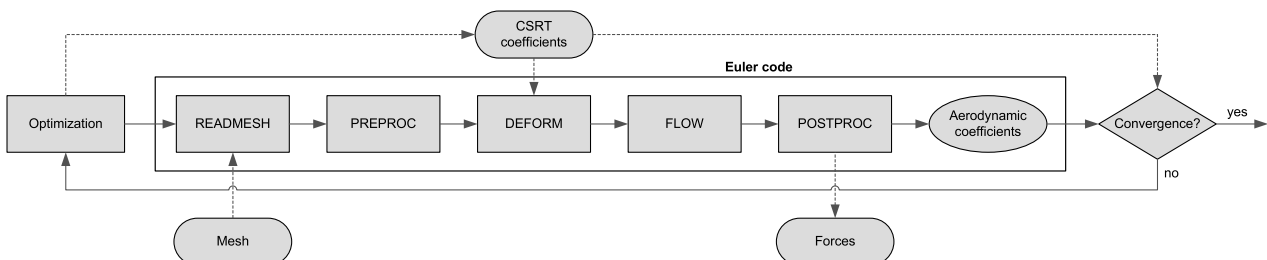 CSRT
coefficients
Euler code
Optimization
READMESH
PREPROC
DEFORM
FLOW
POSTPROC
Aerodynamic
coefficients
Convergence?
yes
no
Mesh
Forces